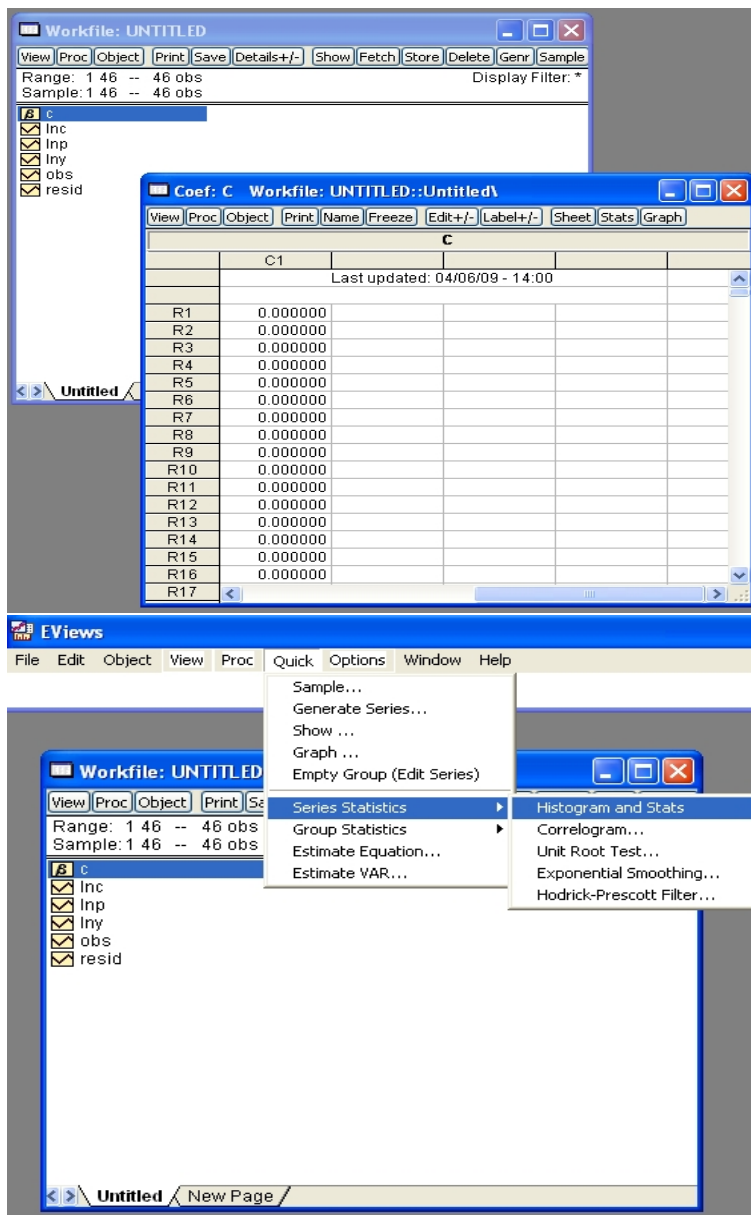 Workfile: UNTITLED
View Proc Object Print Save Details+/- Show Fetch Store Delete Genr Sample
Range: 1 46 -- 46 obs Display Filter: *
Sample: 1 46 -- 46 obs
c
lnc
lnp
lny
obs
resid
Untitled
Coef: C Workfile: UNTITLED::Untitled\
View Proc Object Print Name Freeze Edit+/- Label+/- Sheet Stats Graph
C
C1
Last updated: 04/06/09 - 14:00
R1 0.000000
R2 0.000000
R3 0.000000
R4 0.000000
R5 0.000000
R6 0.000000
R7 0.000000
R8 0.000000
R9 0.000000
R10 0.000000
R11 0.000000
R12 0.000000
R13 0.000000
R14 0.000000
R15 0.000000
R16 0.000000
R17
EViews
File Edit Object View Proc Quick Options Window Help
Sample...
Generate Series...
Show ...
Graph ...
Empty Group (Edit Series)
Series Statistics
Group Statistics
Estimate Equation...
Estimate VAR...
Histogram and Stats
Correlogram...
Unit Root Test...
Exponential Smoothing...
Hodrick-Prescott Filter...
Workfile: UNTITLED
View Proc Object Print Sa
Range: 1 46 -- 46 obs
Sample: 1 46 -- 46 obs
c
lnc
lnp
lny
obs
resid
Untitled New Page